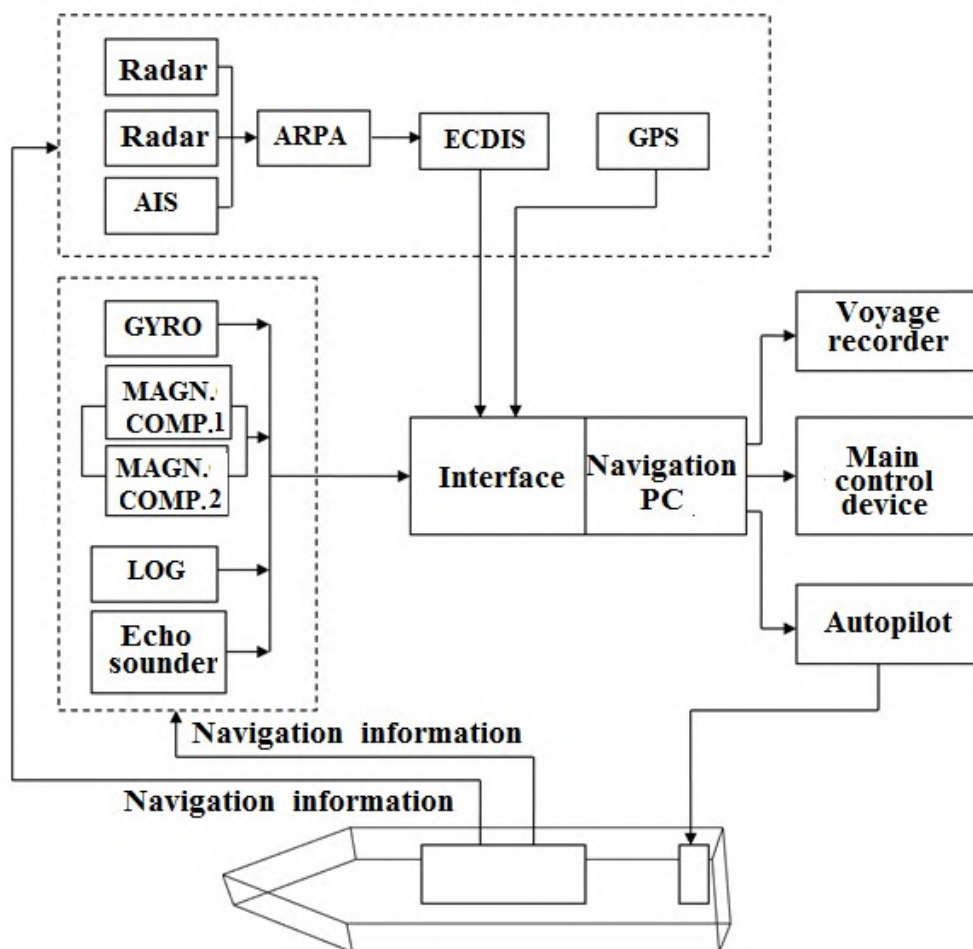 Radar
Radar
ARPA
ECDIS
GPS
AIS
GYRO
MAGN.
COMP.1
MAGN.
COMP.2
LOG
Echo
sounder
Interface
Navigation
PC
Voyage
recorder
Main
control
device
Autopilot
Navigation information
Navigation information